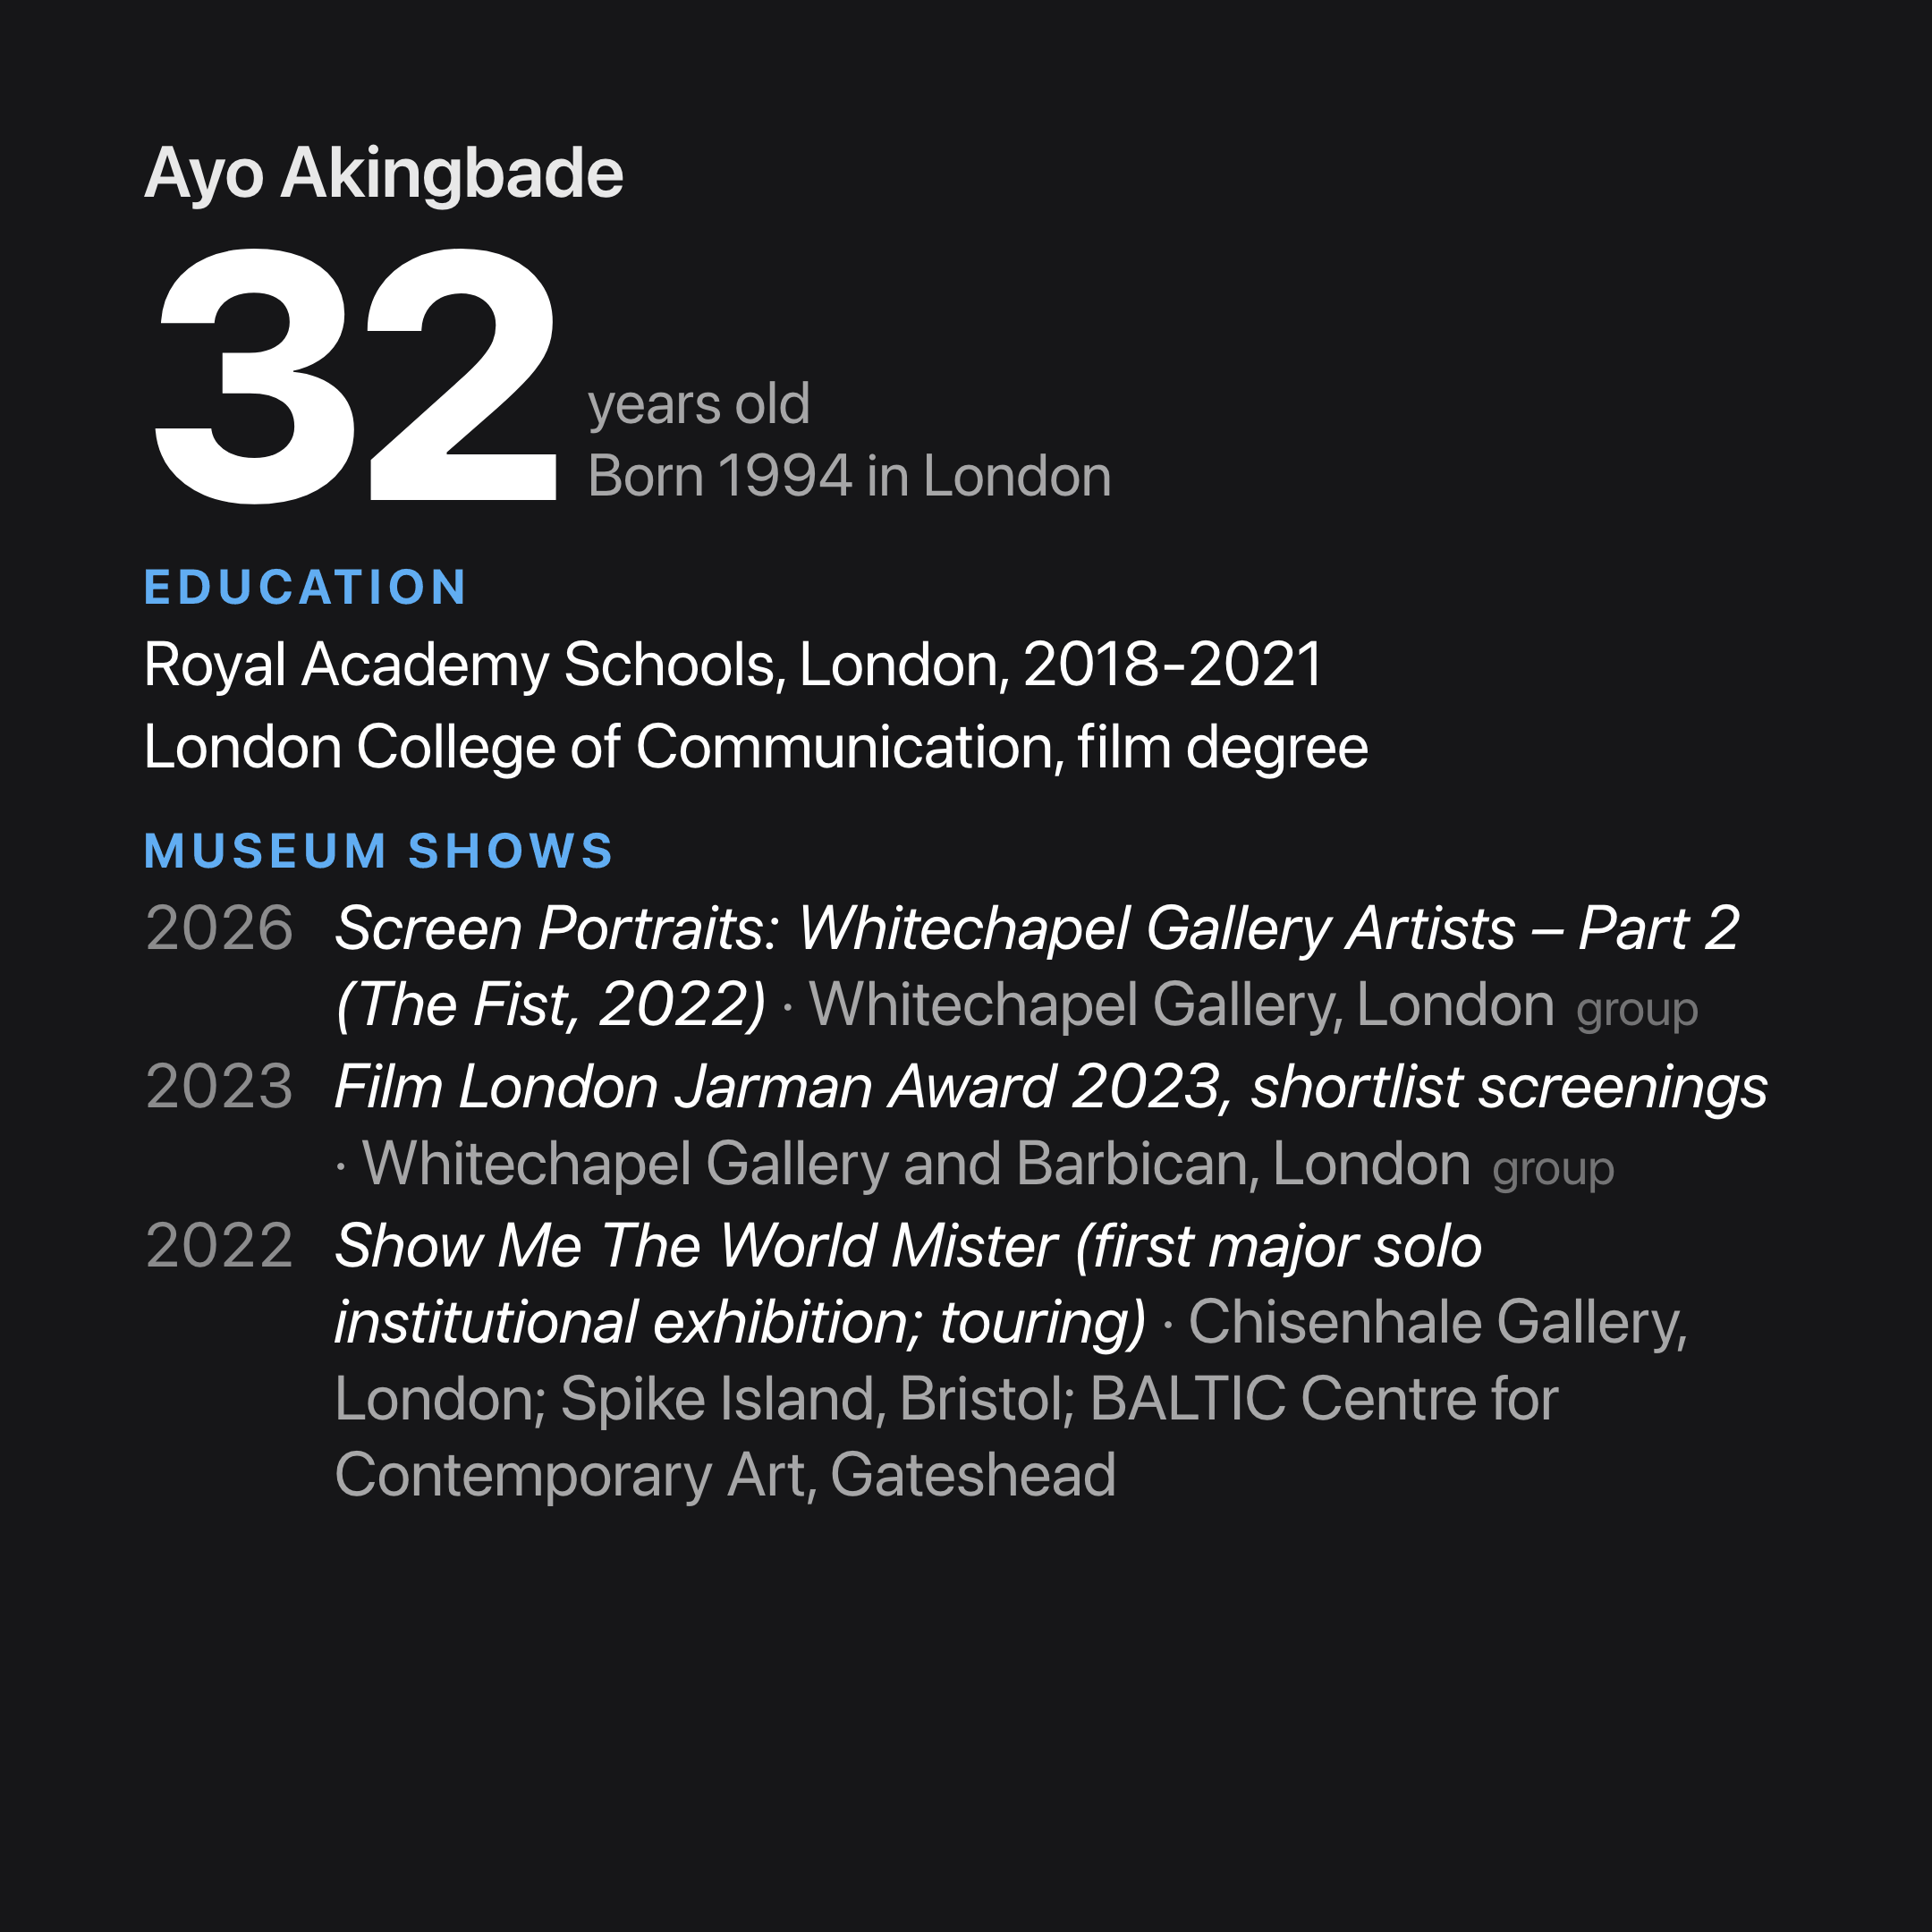 Ayo Akingbade
32 years old
Born 1994 in London
EDUCATION
Royal Academy Schools, London, 2018-2021
London College of Communication, film degree
MUSEUM SHOWS
2026 Screen Portraits: Whitechapel Gallery Artists – Part 2
(The Fist, 2022) · Whitechapel Gallery, London group
2023 Film London Jarman Award 2023, shortlist screenings
· Whitechapel Gallery and Barbican, London group
2022 Show Me The World Mister (first major solo
institutional exhibition; touring) · Chisenhale Gallery,
London; Spike Island, Bristol; BALTIC Centre for
Contemporary Art, Gateshead